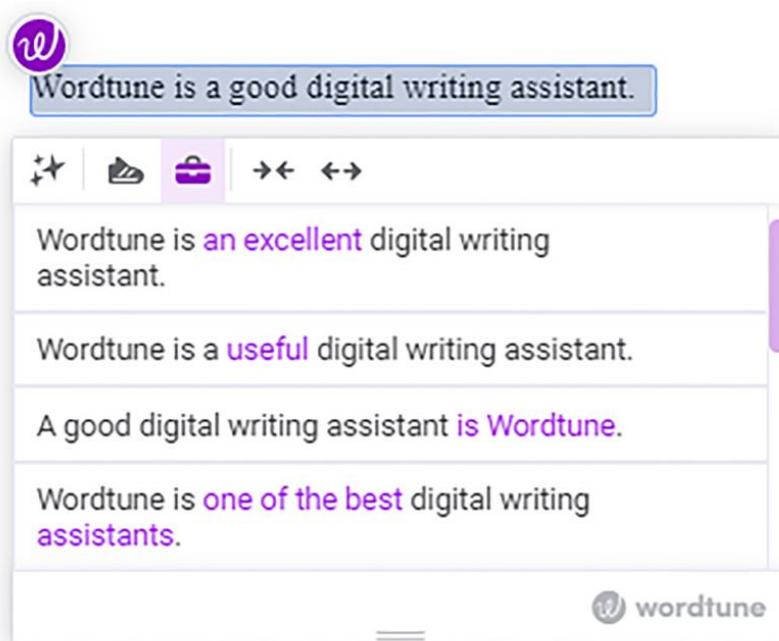 Wordtune is a good digital writing assistant.
Wordtune is an excellent digital writing
assistant.
Wordtune is a useful digital writing assistant.
A good digital writing assistant is Wordtune.
Wordtune is one of the best digital writing
assistants.
wordtune